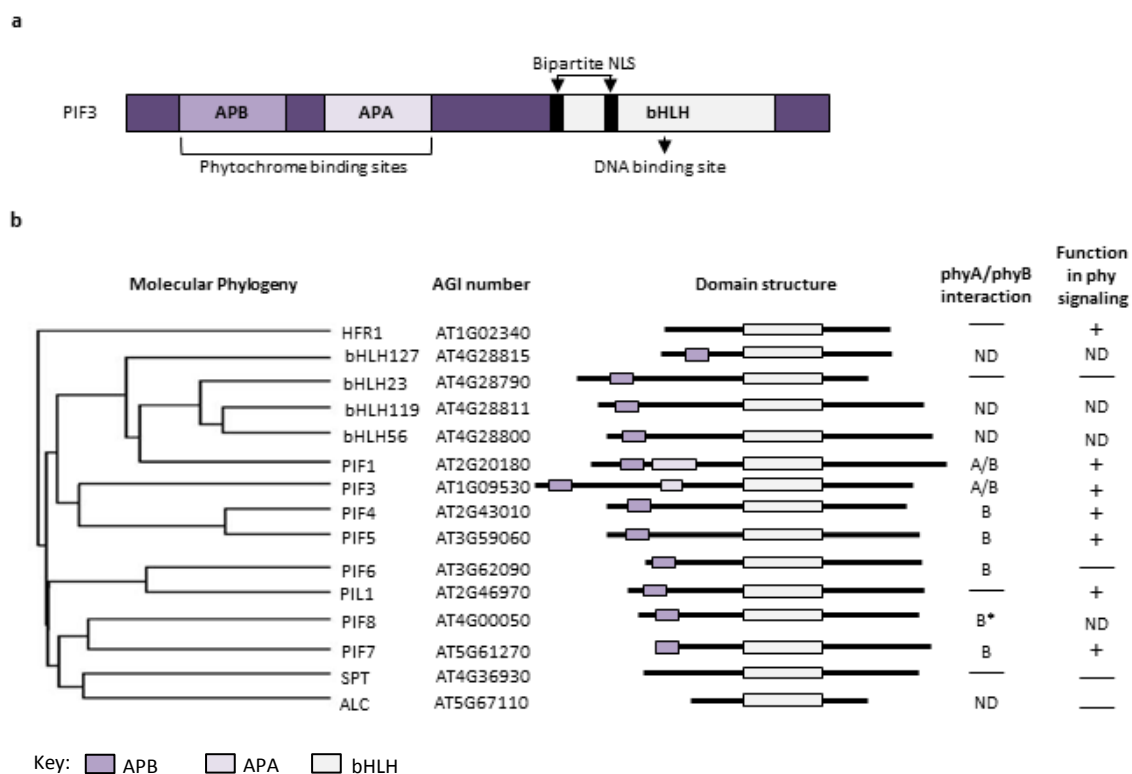 a
Bipartite NLS
PIF3 APB APA bHLH
Phytochrome binding sites DNA binding site
b
Molecular Phylogeny AGI number Domain structure phyA/phyB interaction Function in phy signaling
HFR1 AT1G02340 — +
bHLH127 AT4G28815 ND ND
bHLH23 AT4G28790 — —
bHLH119 AT4G28811 ND ND
bHLH56 AT4G28800 ND ND
PIF1 AT2G20180 A/B +
PIF3 AT1G09530 A/B +
PIF4 AT2G43010 B +
PIF5 AT3G59060 B +
PIF6 AT3G62090 B —
PIL1 AT2G46970 — +
PIF8 AT4G00050 B* ND
PIF7 AT5G61270 B +
SPT AT4G36930 — —
ALC AT5G67110 ND —
Key: APB APA bHLH